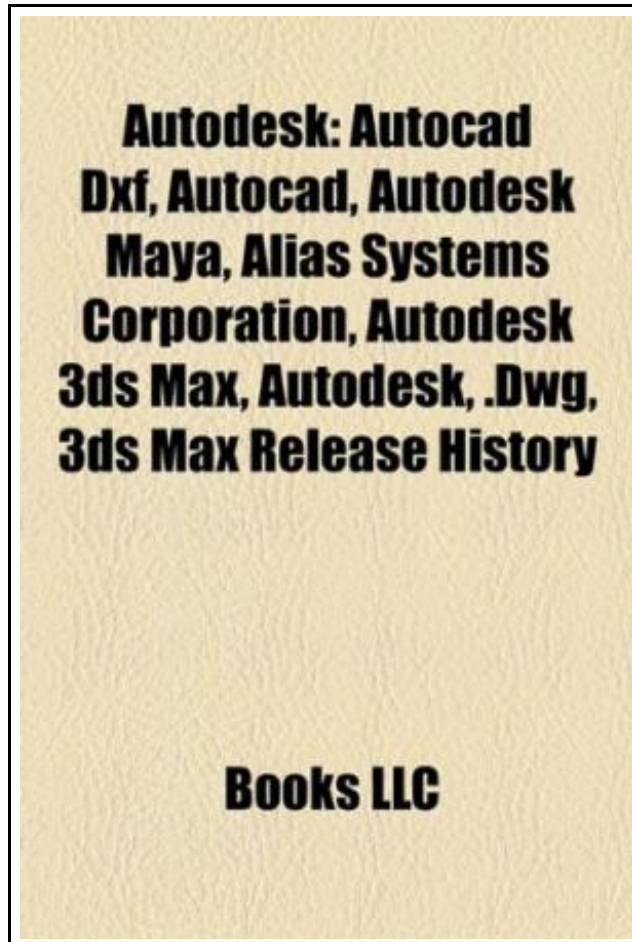 Autodesk: Autocad
Dxf, Autocad, Autodesk
Maya, Alias Systems
Corporation, Autodesk
3ds Max, Autodesk, .Dwg,
3ds Max Release History
Books LLC